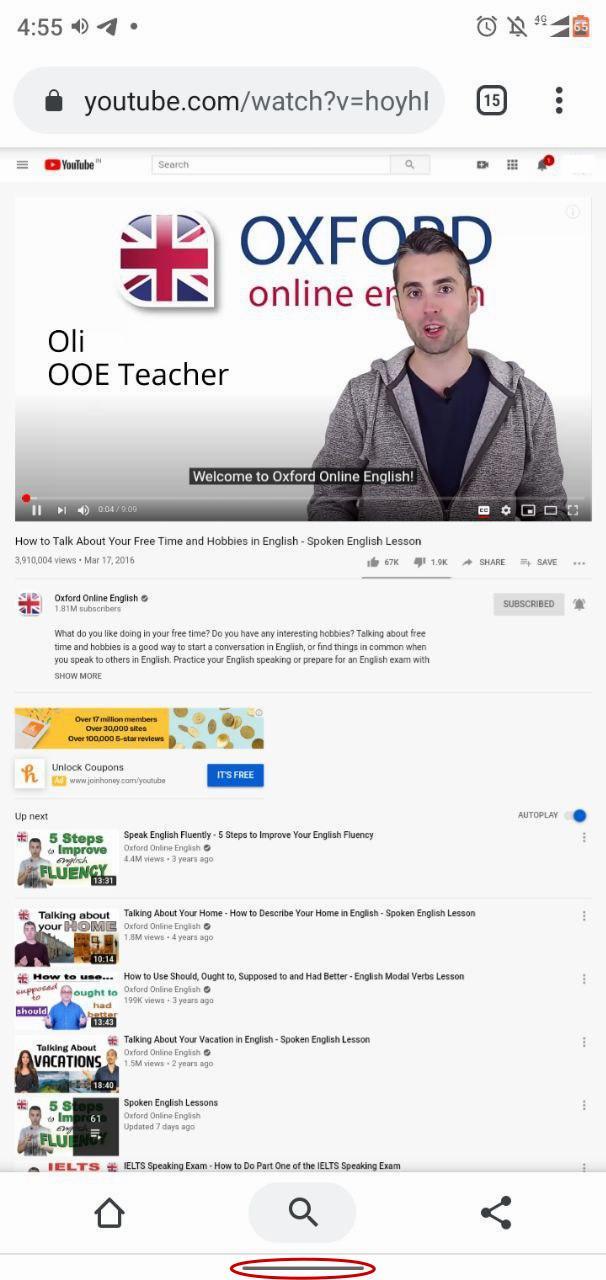 4:55
4G
65
youtube.com/watch?v=hoyh
15
YouTube IN
Search
1
OXFORD
online en
Oli
OOE Teacher
Welcome to Oxford Online English!
0:04 / 9:09
How to Talk About Your Free Time and Hobbies in English - Spoken English Lesson
3,910,004 views • Mar 17, 2016
67K
1.9K
SHARE
SAVE
Oxford Online English
1.81M subscribers
SUBSCRIBED
What do you like doing in your free time? Do you have any interesting hobbies? Talking about free
time and hobbies is a good way to start a conversation in English, or find things in common when
you speak to others in English. Practice your English speaking or prepare for an English exam with
SHOW MORE
Over 17 million members
Over 30,000 sites
Over 100,000 5-star reviews
Unlock Coupons
Ad www.joinhoney.com/youtube
IT'S FREE
Up next
AUTOPLAY
5 Steps
to Improve
english
FLUENCY
13:31
Speak English Fluently - 5 Steps to Improve Your English Fluency
Oxford Online English
4.4M views • 3 years ago
Talking about
your HOME
10:14
Talking About Your Home - How to Describe Your Home in English - Spoken English Lesson
Oxford Online English
1.8M views • 4 years ago
How to use...
supposed to
ought to
should
had better
13:43
How to Use Should, Ought to, Supposed to and Had Better - English Modal Verbs Lesson
Oxford Online English
199K views • 3 years ago
Talking About
VACATIONS
18:40
Talking About Your Vacation in English - Spoken English Lesson
Oxford Online English
1.5M views • 2 years ago
5 S
to Impr
english
FLU
61
Spoken English Lessons
Oxford Online English
Updated 7 days ago
IELTS
IELTS Speaking Exam - How to Do Part One of the IELTS Speaking Exam